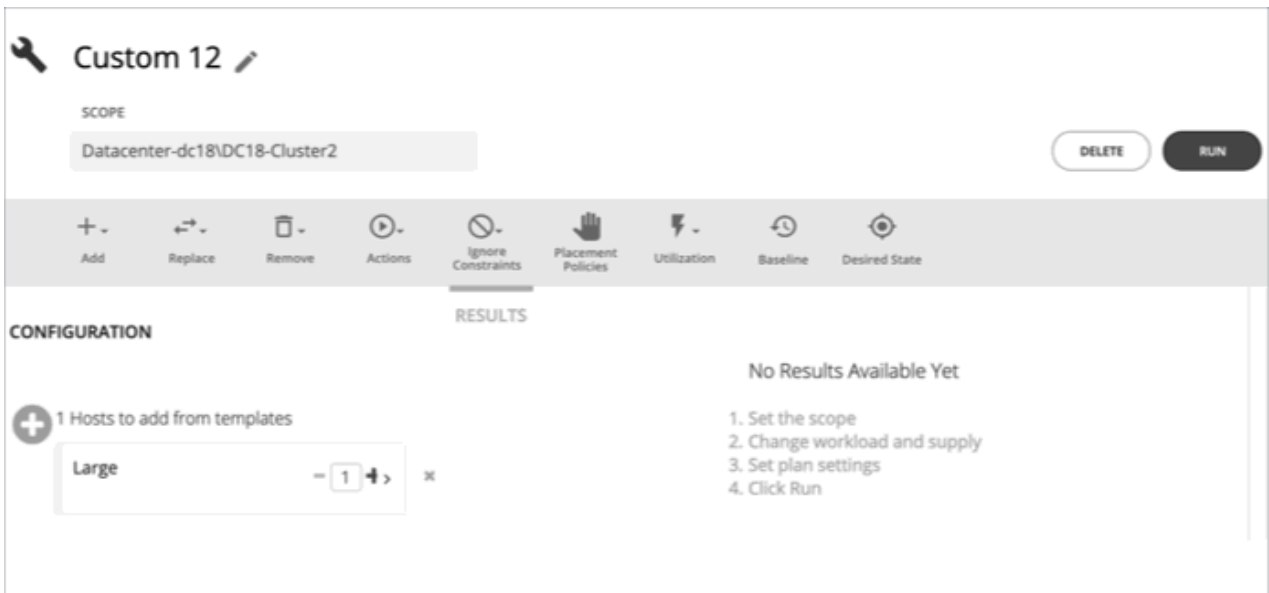 Custom 12
SCOPE
Datacenter-dc18\DC18-Cluster2
DELETE
RUN
Add
Replace
Remove
Actions
Ignore
Constraints
Placement
Policies
Utilization
Baseline
Desired State
RESULTS
CONFIGURATION
No Results Available Yet
1 Hosts to add from templates
1. Set the scope
2. Change workload and supply
3. Set plan settings
4. Click Run
Large
1